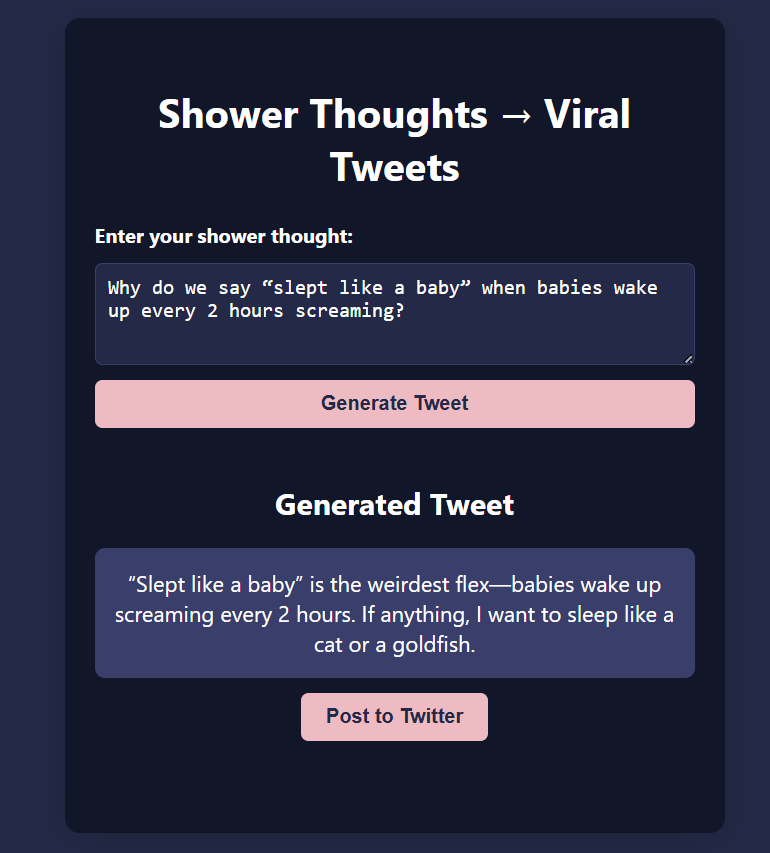 Shower Thoughts → Viral
Tweets
Enter your shower thought:
Why do we say “slept like a baby” when babies wake
up every 2 hours screaming?
Generate Tweet
Generated Tweet
“Slept like a baby” is the weirdest flex—babies wake up
screaming every 2 hours. If anything, I want to sleep like a
cat or a goldfish.
Post to Twitter